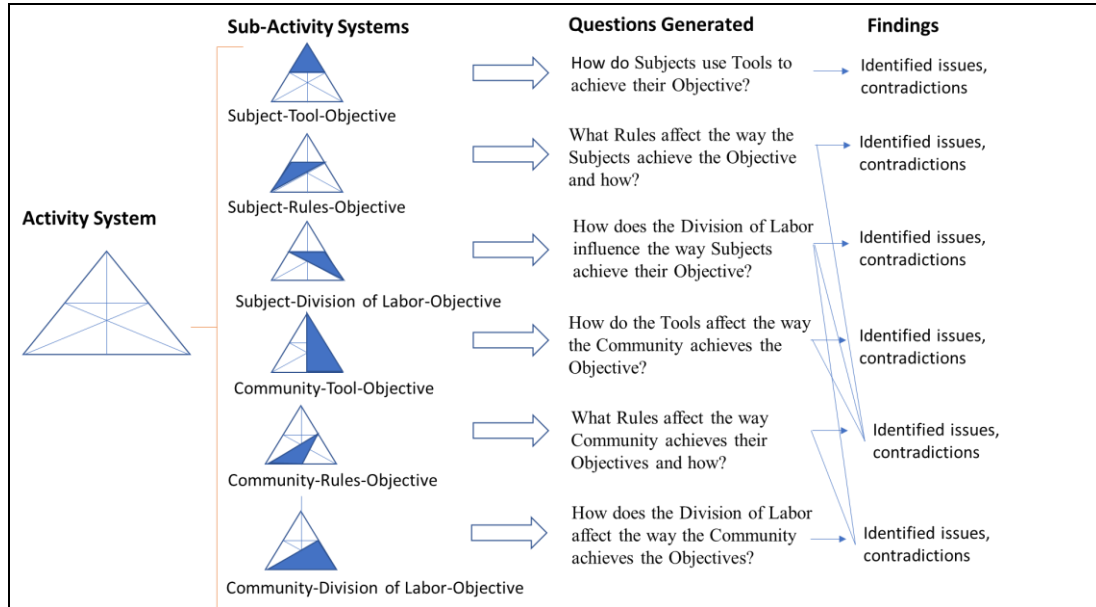 Sub-Activity Systems
Questions Generated
Findings
Subject-Tool-Objective
How do Subjects use Tools to
achieve their Objective?
Identified issues,
contradictions
Subject-Rules-Objective
What Rules affect the way the
Subjects achieve the Objective
and how?
Identified issues,
contradictions
Activity System
Subject-Division of Labor-Objective
How does the Division of Labor
influence the way Subjects
achieve their Objective?
Identified issues,
contradictions
Community-Tool-Objective
How do the Tools affect the way
the Community achieves the
Objective?
Identified issues,
contradictions
Community-Rules-Objective
What Rules affect the way
Community achieves their
Objectives and how?
Identified issues,
contradictions
Community-Division of Labor-Objective
How does the Division of Labor
affect the way the Community
achieves the Objectives?
Identified issues,
contradictions